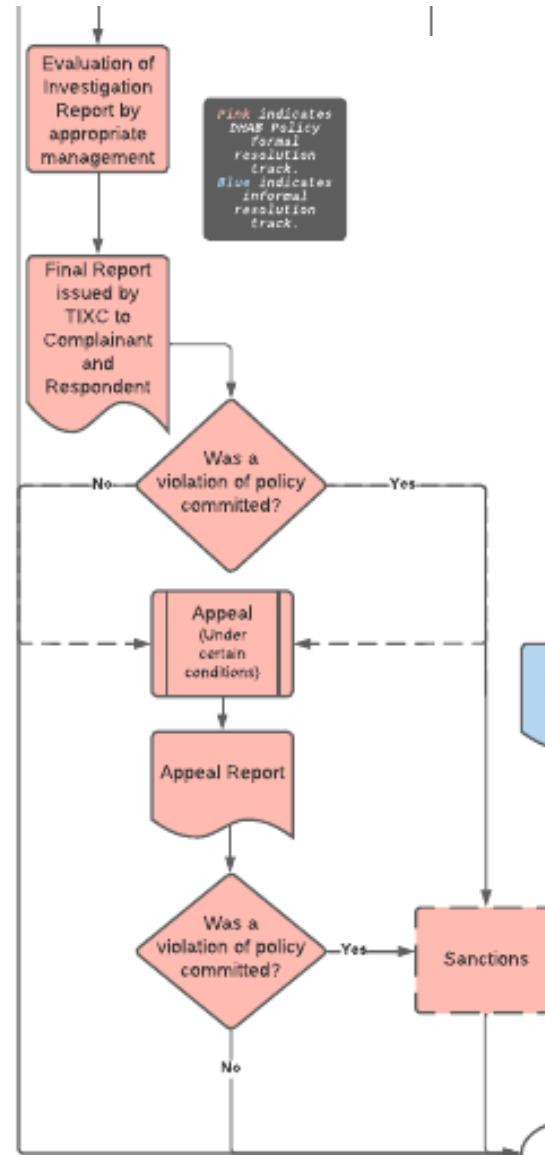 Evaluation of
Investigation
Report by
appropriate
management
Pink indicates
DHAB Policy
formal
resolution
track.
Blue indicates
informal
resolution
track.
Final Report
issued by
TIXC to
Complainant
and
Respondent
Was a
violation of policy
committed?
No
Yes
Appeal
(Under
certain
conditions)
Appeal Report
Was a
violation of policy
committed?
Yes
Sanctions
No